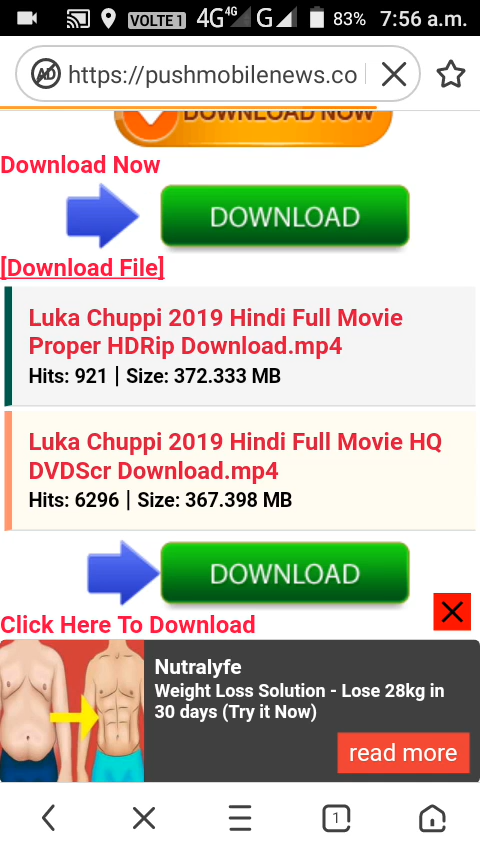 VOLTE 1 4G 4G G 83% 7:56 a.m.
AD https://pushmobilenews.co
DOWNLOAD NOW
Download Now
DOWNLOAD
[Download File]
Luka Chuppi 2019 Hindi Full Movie
Proper HDRip Download.mp4
Hits: 921 | Size: 372.333 MB
Luka Chuppi 2019 Hindi Full Movie HQ
DVDScr Download.mp4
Hits: 6296 | Size: 367.398 MB
DOWNLOAD
Click Here To Download
Nutralyfe
Weight Loss Solution - Lose 28kg in
30 days (Try it Now)
read more
1